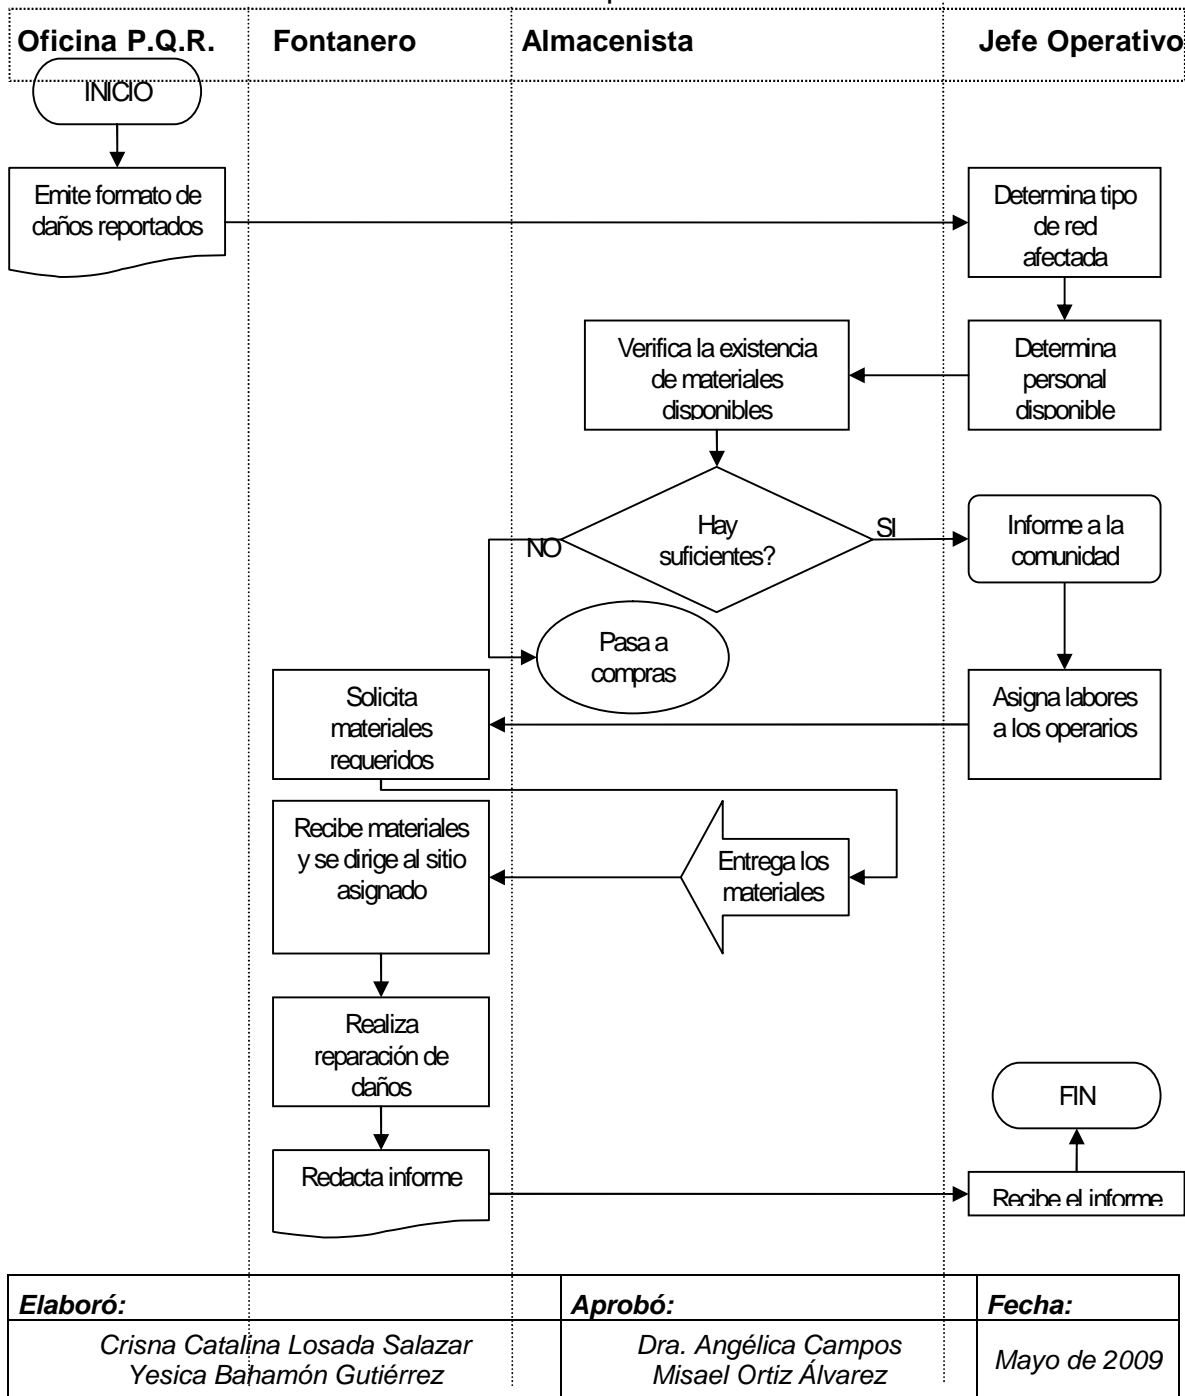 Oficina P.Q.R.
Fontanero
Almacenista
Jefe Operativo
INICIO
Emite formato de
daños reportados
Determina tipo
de red
afectada
Verifica la existencia
de materiales
disponibles
Determina
personal
disponible
Hay
suficientes?
NO
SI
Informe a la
comunidad
Pasa a
compras
Solicita
materiales
requeridos
Asigna labores
a los operarios
Recibe materiales
y se dirige al sitio
asignado
Entrega los
materiales
Realiza
reparación de
daños
FIN
Redacta informe
Recibe el informe
Elaboró:
Aprobó:
Fecha:
Crisna Catalina Losada Salazar
Yesica Bahamón Gutiérrez
Dra. Angélica Campos
Misael Ortiz Álvarez
Mayo de 2009